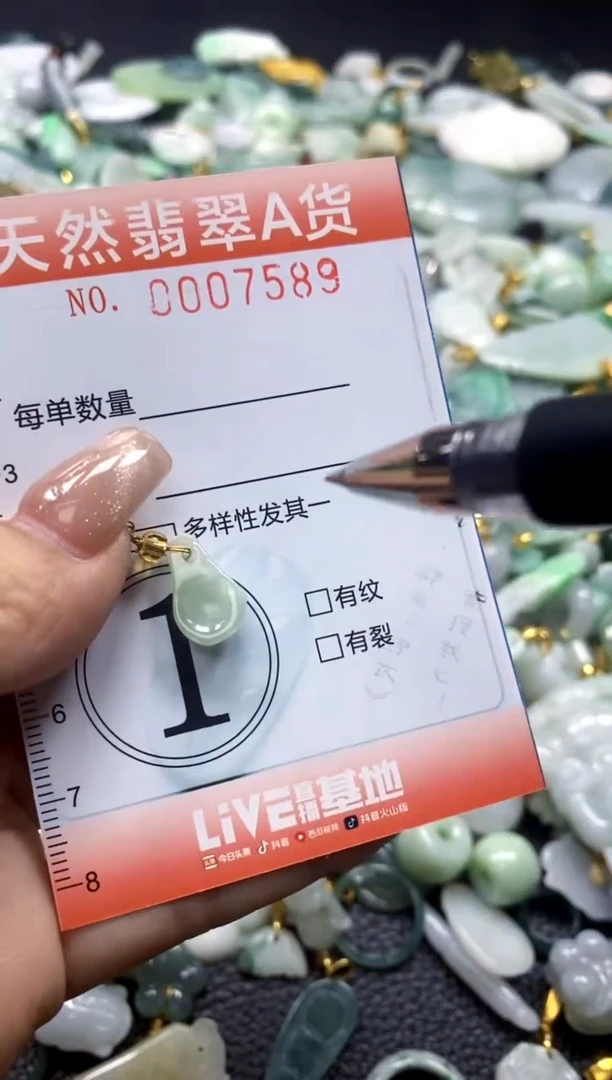 天然翡翠A货
NO. 0007589
每单数量
3
多样性发其一
1
□有纹
□有裂
6
7
8
LiVE直播基地
今日头条 抖音 西瓜视频 抖音火山版